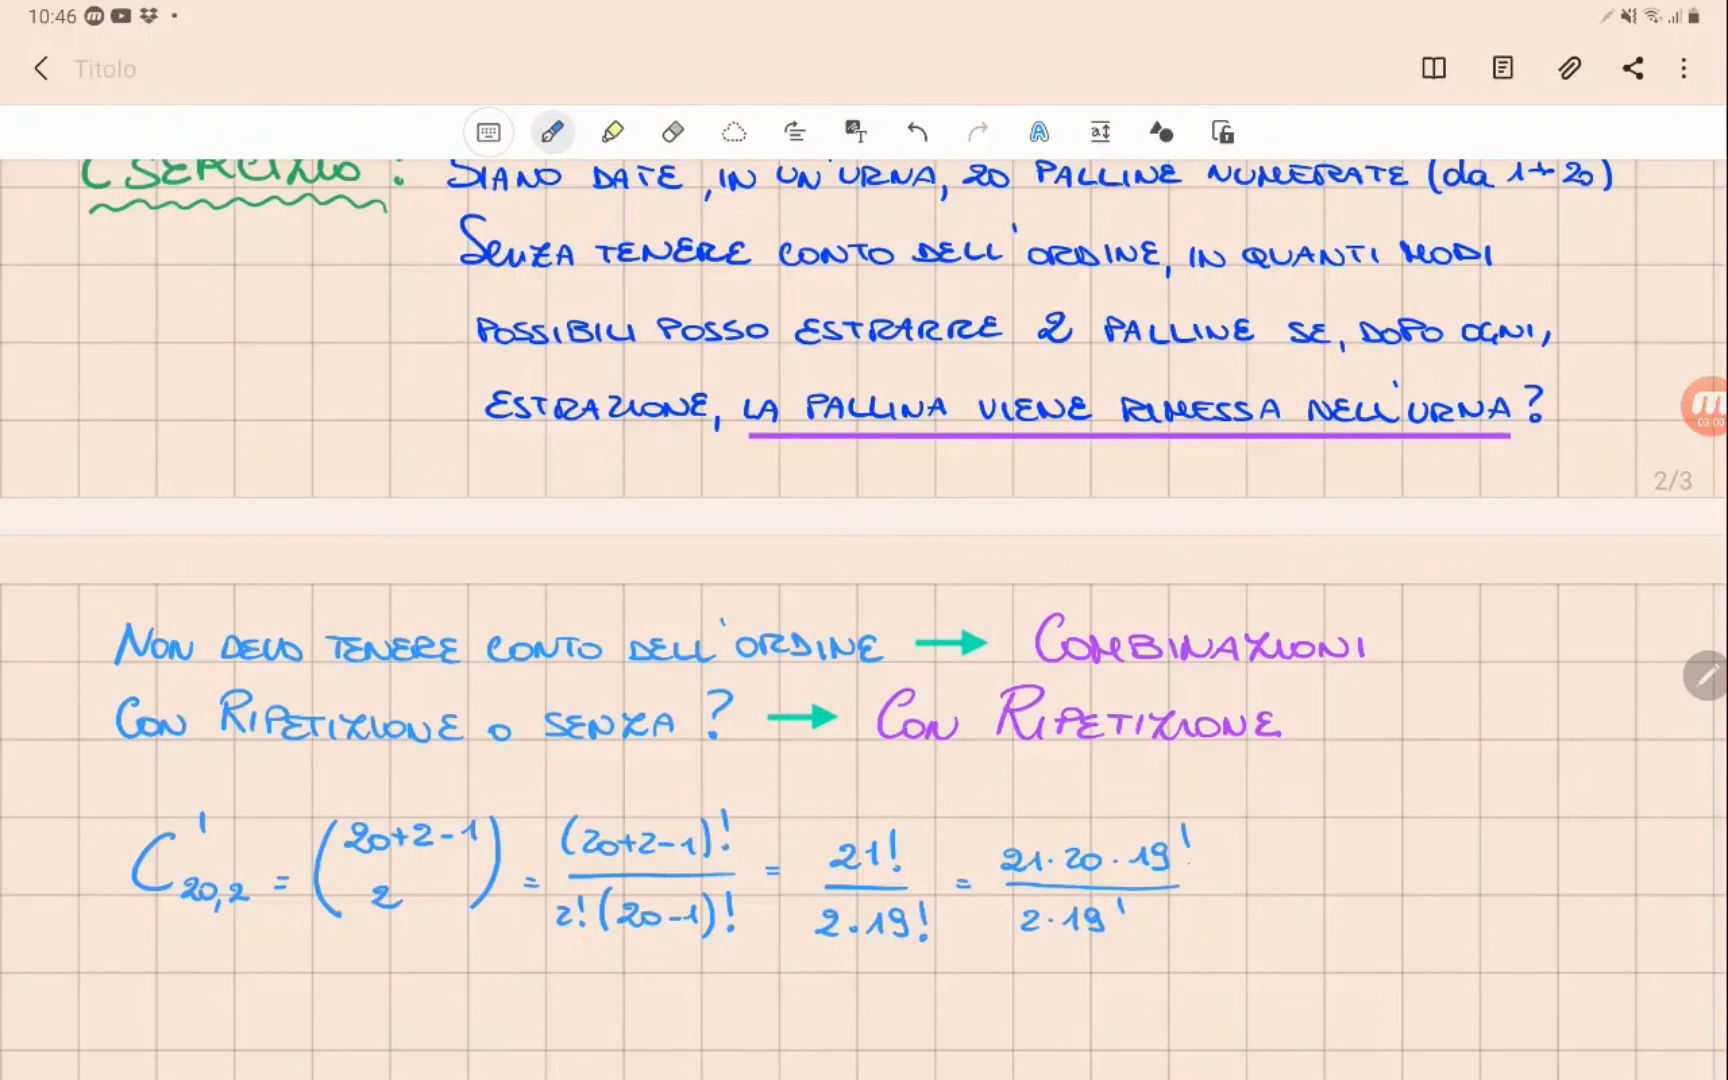 10:46
Titolo
ESERCIZIO: SIANO DATE, IN UN'URNA, 20 PALLINE NUMERATE (da 1÷20)
SENZA TENERE CONTO DELL'ORDINE, IN QUANTI MODI
POSSIBILI POSSO ESTRARRE 2 PALLINE SE, DOPO OGNI,
ESTRAZIONE, LA PALLINA VIENE RIMESSA NELL'URNA?
03:00
2/3
NON DEVO TENERE CONTO DELL'ORDINE → COMBINAZIONI
CON RIPETIZIONE O SENZA? → CON RIPETIZIONE
C'20,2 = (20+2-1 2) = (20+2-1)! / 2!(20-1)! = 21! / 2·19! = 21·20·19! / 2·19!